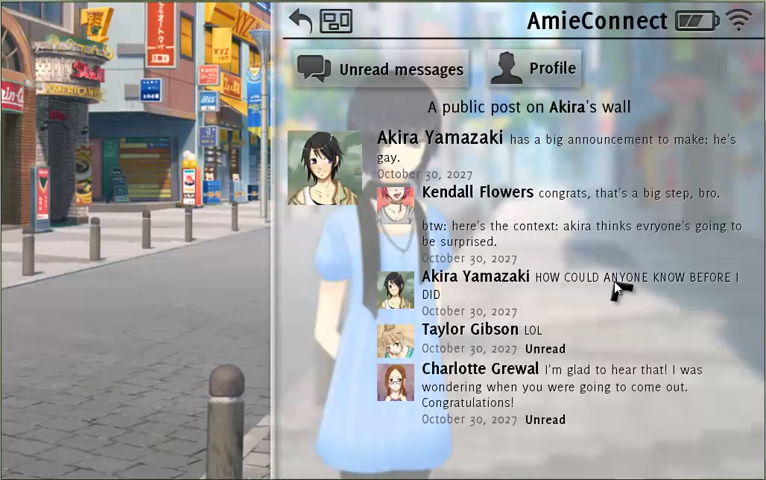 AmieConnect
Unread messages
Profile
A public post on Akira's wall
Akira Yamazaki has a big announcement to make: he's
gay.
October 30, 2027
Kendall Flowers congrats, that's a big step, bro.
btw: here's the context: akira thinks evryone's going to
be surprised.
October 30, 2027
Akira Yamazaki HOW COULD ANYONE KNOW BEFORE I
DID
October 30, 2027
Taylor Gibson LOL
October 30, 2027 Unread
Charlotte Grewal I'm glad to hear that! I was
wondering when you were going to come out.
Congratulations!
October 30, 2027 Unread
XYZ